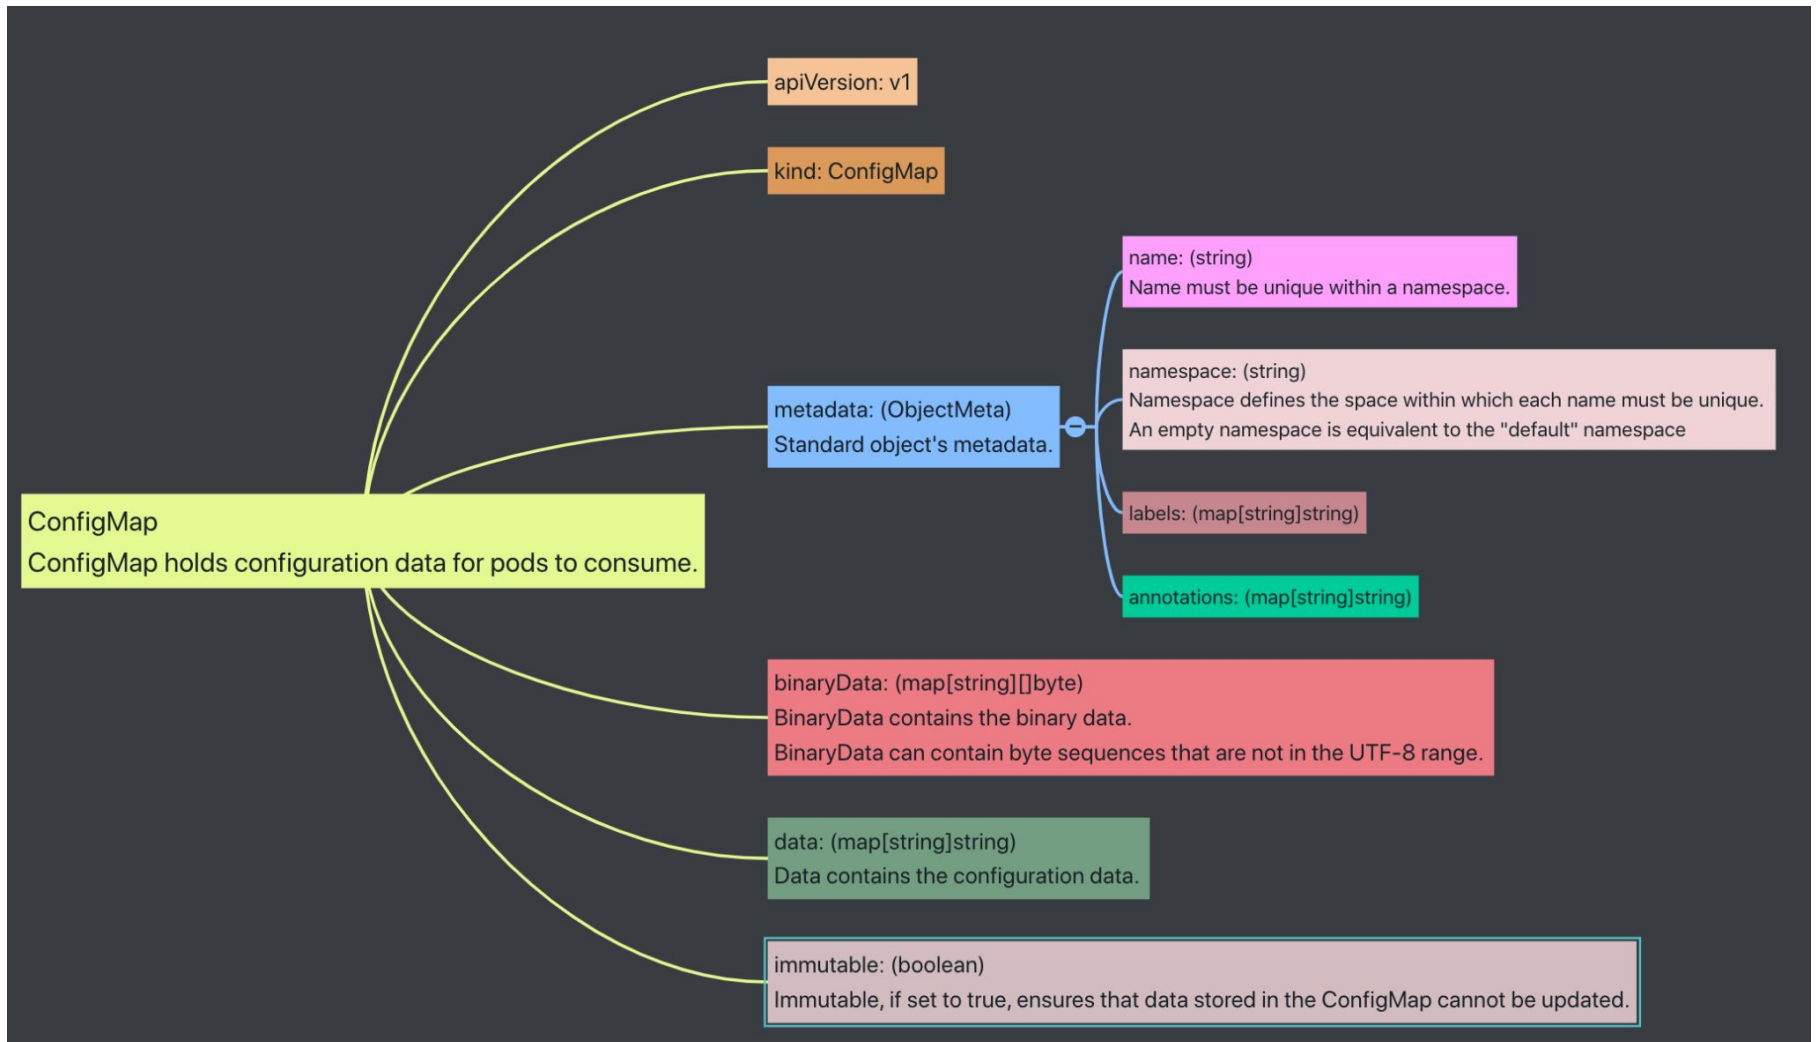 apiVersion: v1
kind: ConfigMap
name: (string)
Name must be unique within a namespace.
namespace: (string)
Namespace defines the space within which each name must be unique.
An empty namespace is equivalent to the "default" namespace
metadata: (ObjectMeta)
Standard object's metadata.
labels: (map[string]string)
annotations: (map[string]string)
ConfigMap
ConfigMap holds configuration data for pods to consume.
binaryData: (map[string][]byte)
BinaryData contains the binary data.
BinaryData can contain byte sequences that are not in the UTF-8 range.
data: (map[string]string)
Data contains the configuration data.
immutable: (boolean)
Immutable, if set to true, ensures that data stored in the ConfigMap cannot be updated.